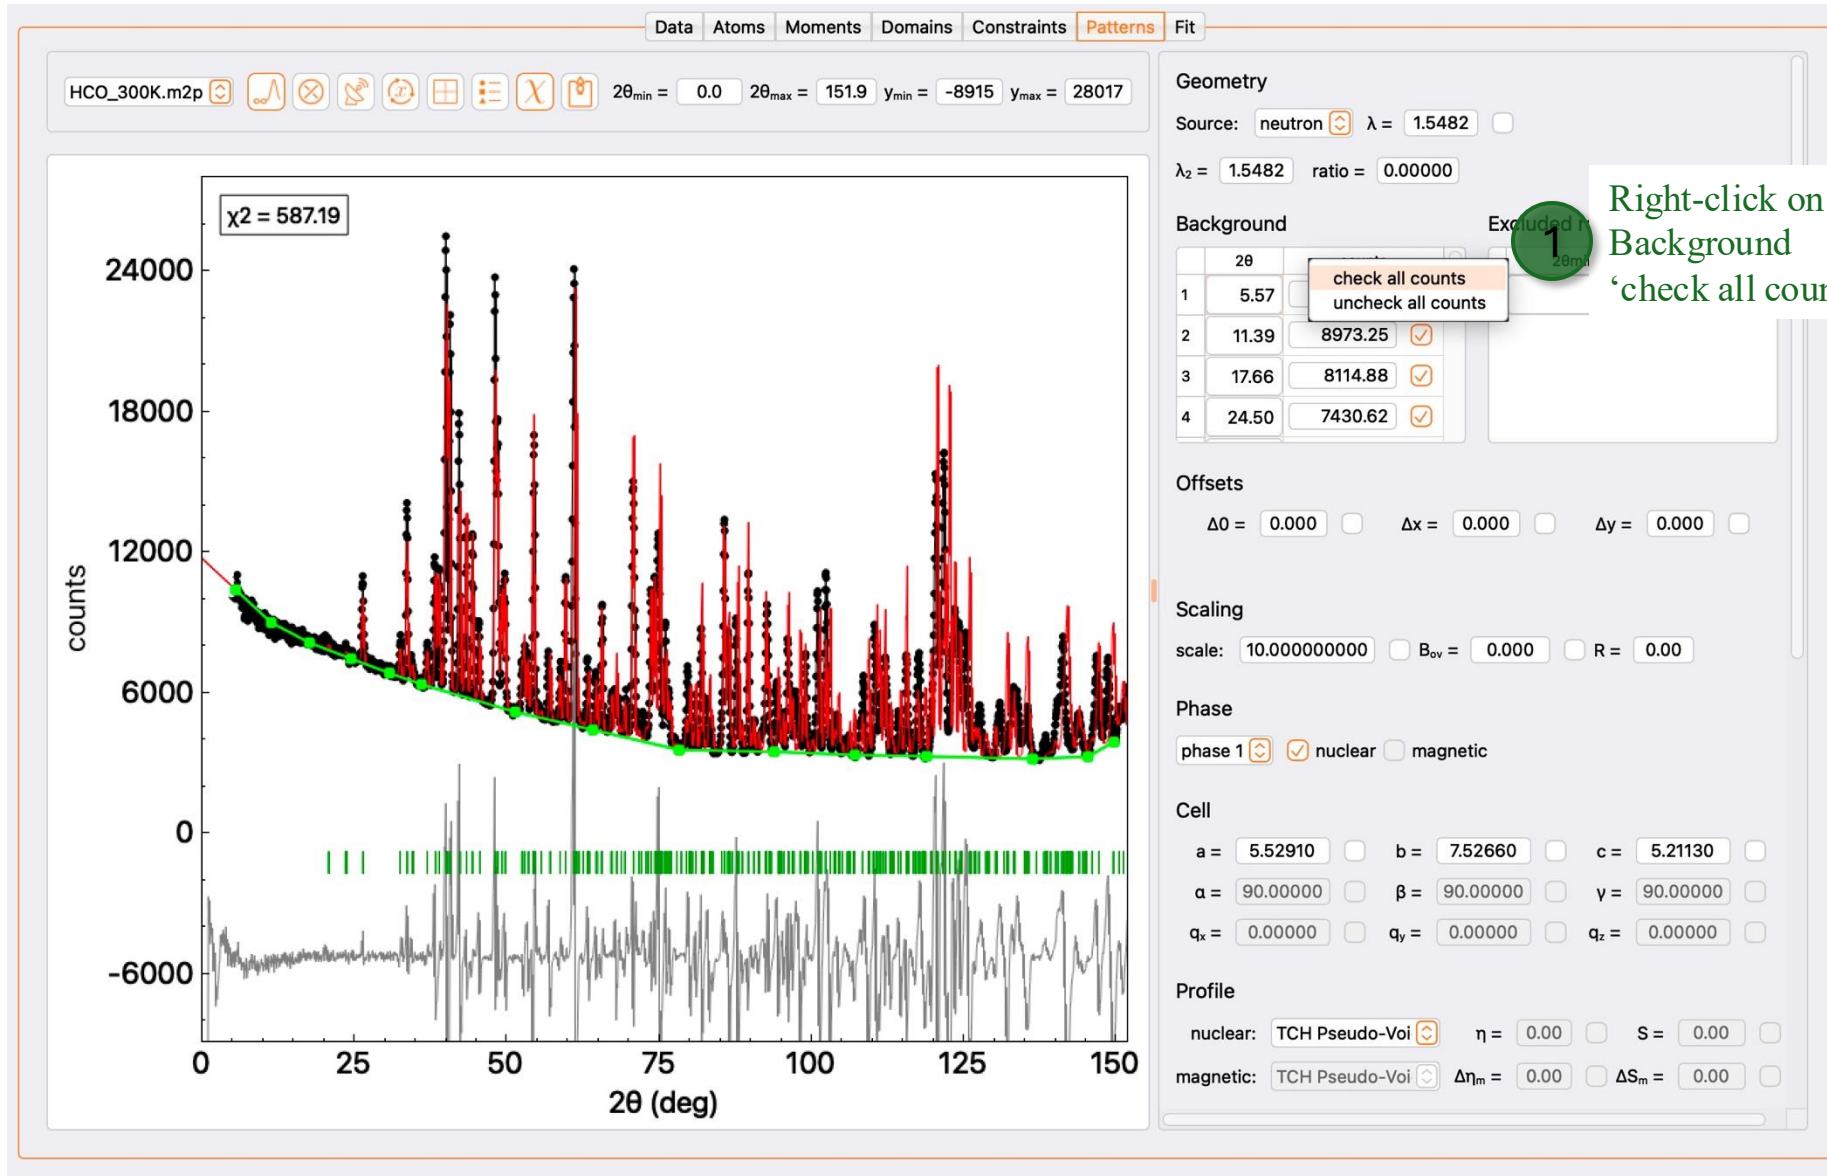 Data Atoms Moments Domains Constraints Patterns Fit
HCO_300K.m2p
2θmin = 0.0 2θmax = 151.9 ymin = -8915 ymax = 28017
χ2 = 587.19
24000
18000
12000
6000
0
-6000
counts
0 25 50 75 100 125 150
2θ (deg)
Geometry
Source: neutron λ = 1.5482
λ2 = 1.5482 ratio = 0.00000
Background
2θ
1 5.57
2 11.39 8973.25
3 17.66 8114.88
4 24.50 7430.62
check all counts
uncheck all counts
Excluded
1
Right-click on
Background
‘check all coun
Offsets
Δ0 = 0.000 Δx = 0.000 Δy = 0.000
Scaling
scale: 10.000000000 Bov = 0.000 R = 0.00
Phase
phase 1 nuclear magnetic
Cell
a = 5.52910 b = 7.52660 c = 5.21130
α = 90.00000 β = 90.00000 γ = 90.00000
qx = 0.00000 qy = 0.00000 qz = 0.00000
Profile
nuclear: TCH Pseudo-Voi η = 0.00 S = 0.00
magnetic: TCH Pseudo-Voi Δηm = 0.00 ΔSm = 0.00